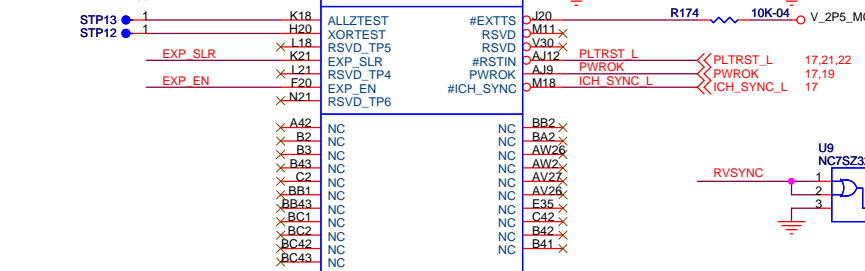 STP13 1 K18 ALLZTEST #EXTTS J20 R174 10K-04 V_2P5_M
STP12 1 H20 XORTEST RSVD M11
L18 RSVD_TP5 RSVD V30
EXP_SLR K21 EXP_SLR #RSTIN AJ12 PLTRST_L PLTRST_L 17,21,22
L21 RSVD_TP4 PWROK AJ9 PWROK PWROK 17,19
EXP_EN F20 EXP_EN #ICH_SYNC M18 ICH_SYNC_L ICH_SYNC_L 17
N21 RSVD_TP6
A42 NC NC BB2
B2 NC NC BA2
B3 NC NC AW26
B43 NC NC AW2
C2 NC NC AV27
BB1 NC NC AV26
BB43 NC NC E35
BC1 NC NC C42
BC2 NC NC B42
BC42 NC NC B41
BC43 NC
U9
NC7SZ3
RVSYNC 1
2
3